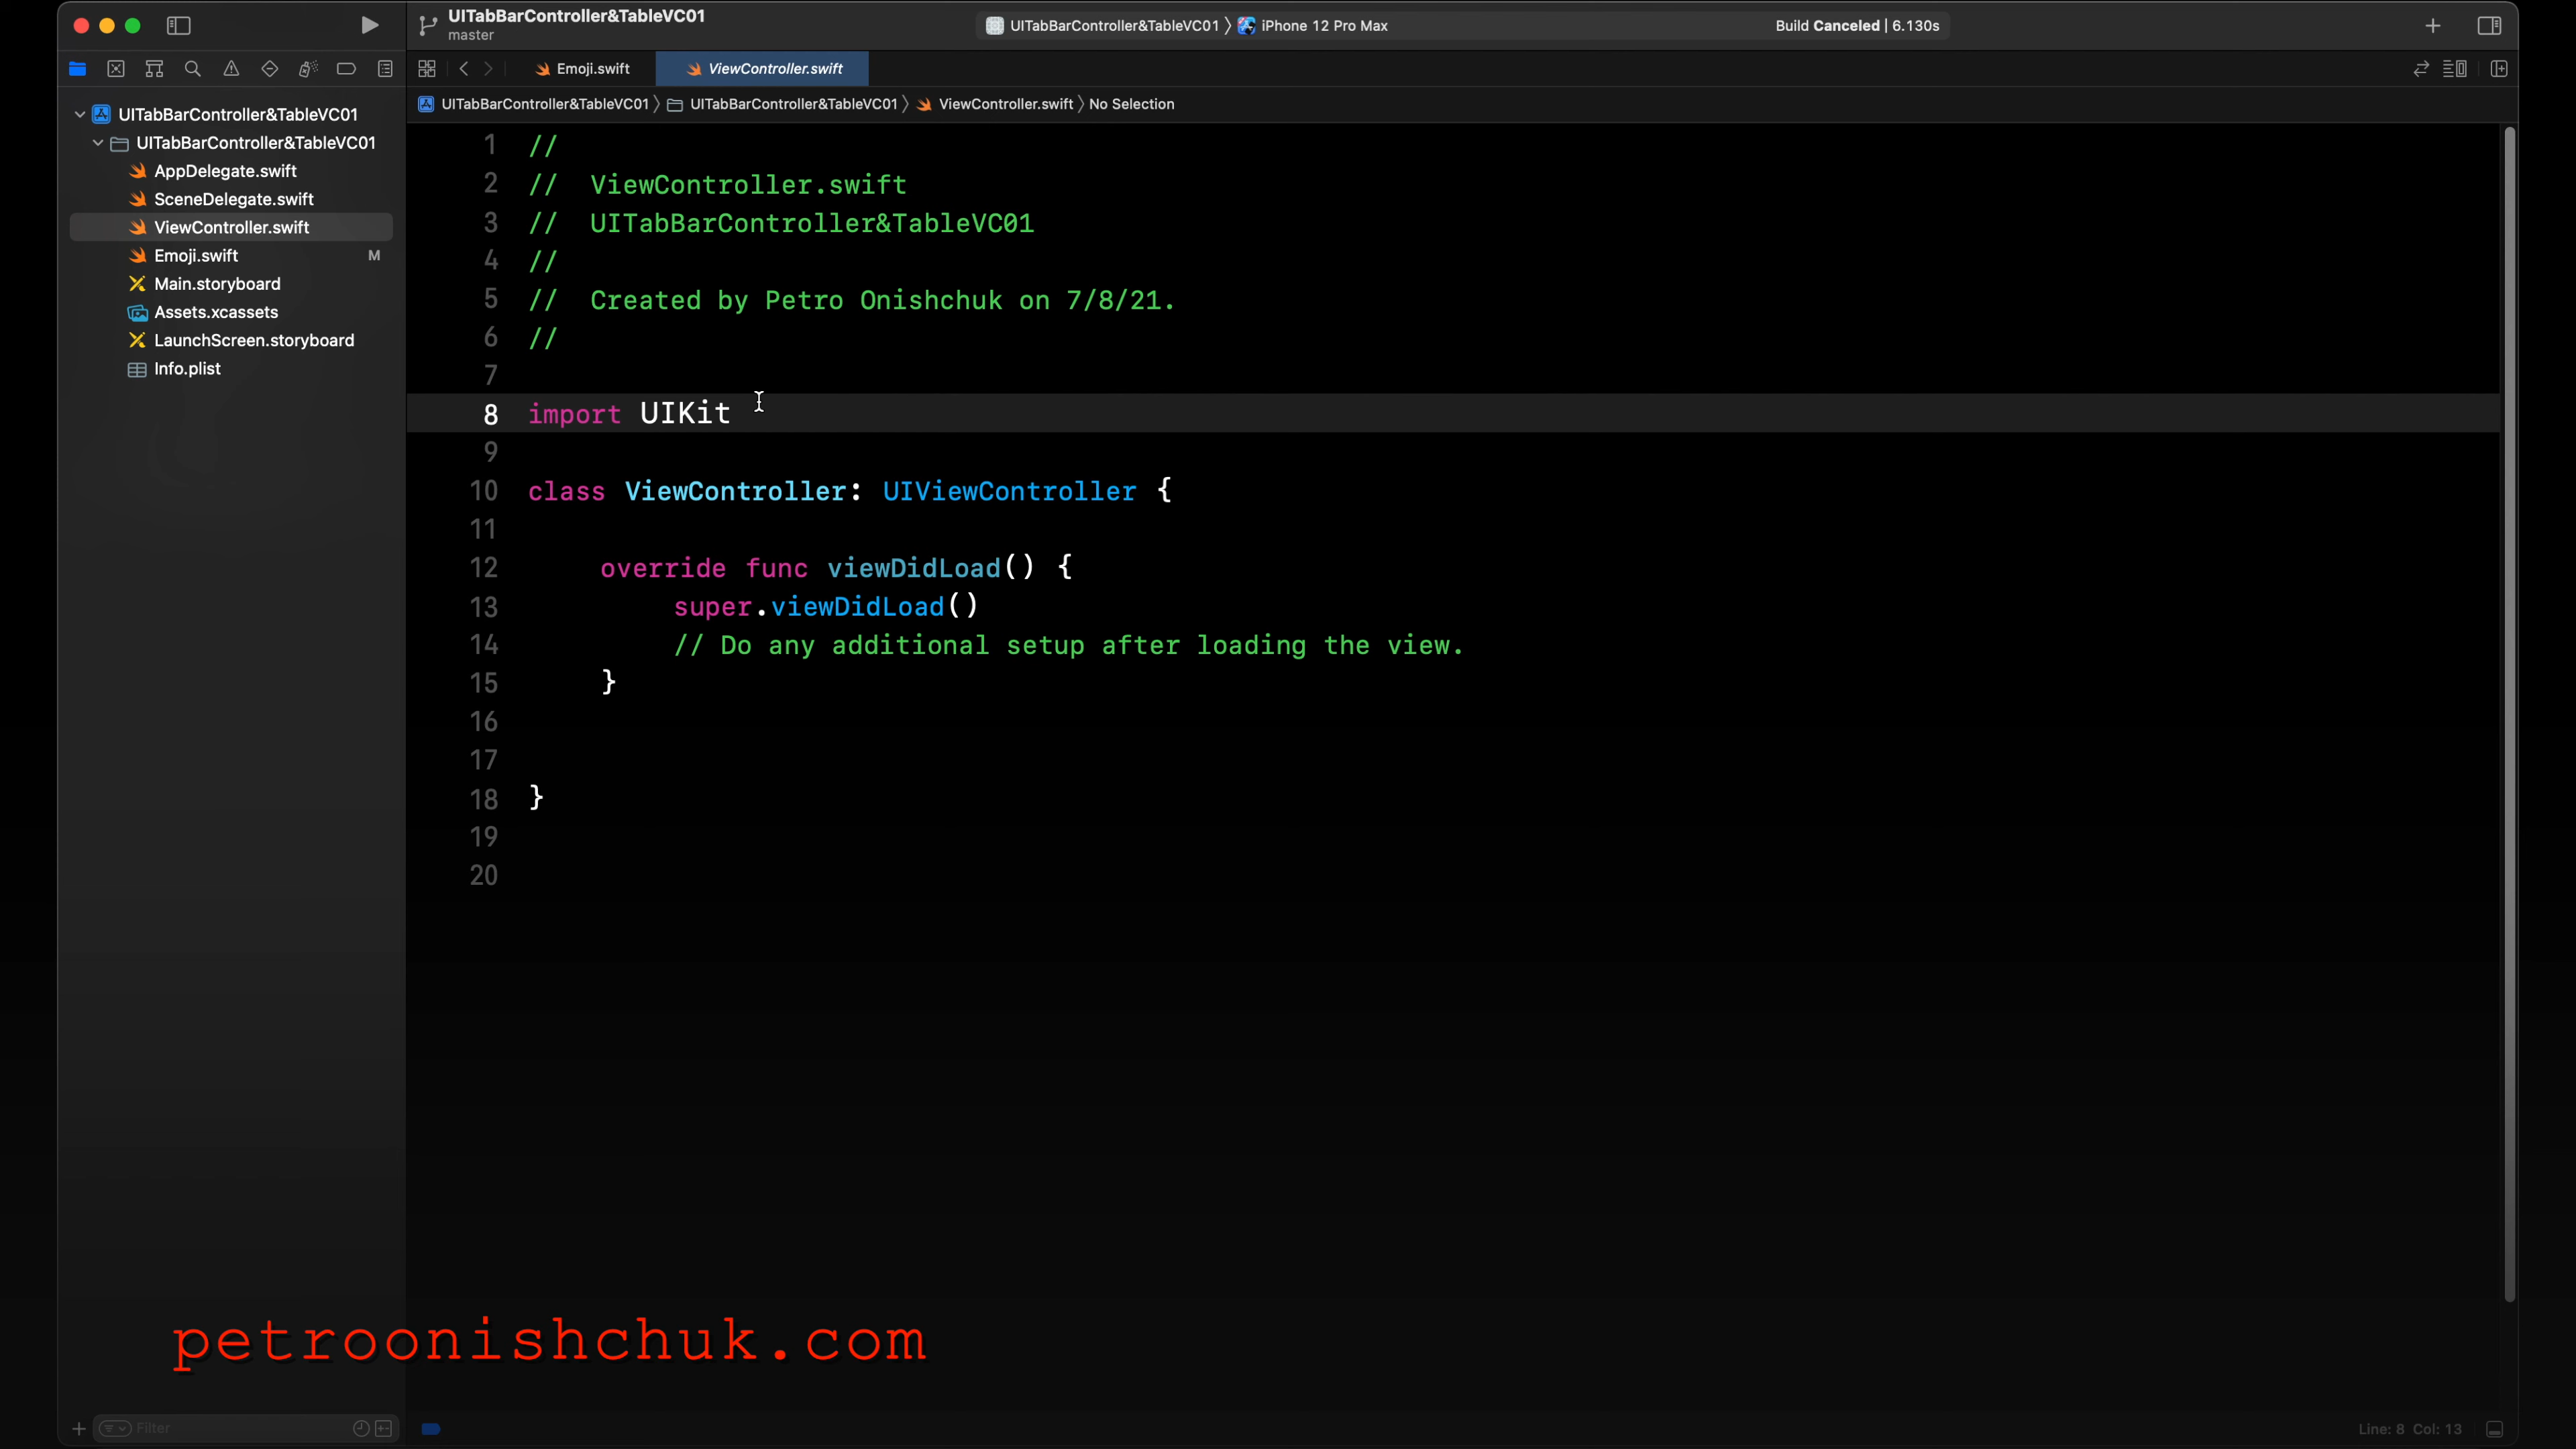 UITabBarController&TableVC01
master
UITabBarController&TableVC01
iPhone 12 Pro Max
Build Canceled | 6.130s
Emoji.swift
ViewController.swift
UITabBarController&TableVC01
UITabBarController&TableVC01
ViewController.swift
No Selection
UITabBarController&TableVC01
UITabBarController&TableVC01
AppDelegate.swift
SceneDelegate.swift
ViewController.swift
Emoji.swift M
Main.storyboard
Assets.xcassets
LaunchScreen.storyboard
Info.plist
1 //
2 // ViewController.swift
3 // UITabBarController&TableVC01
4 //
5 // Created by Petro Onishchuk on 7/8/21.
6 //
7
8 import UIKit
9
10 class ViewController: UIViewController {
11
12 override func viewDidLoad() {
13 super.viewDidLoad()
14 // Do any additional setup after loading the view.
15 }
16
17
18 }
19
20
petroonishchuk.com
Filter
Line: 8 Col: 13